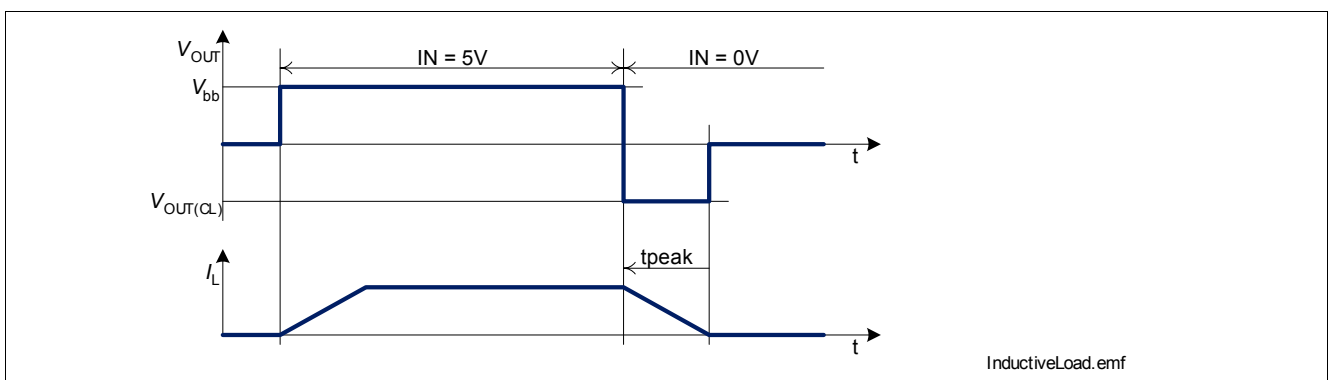 VOUT
IN = 5V
IN = 0V
Vbb
t
VOUT(CL)
tpeak
IL
t
InductiveLoad.emf